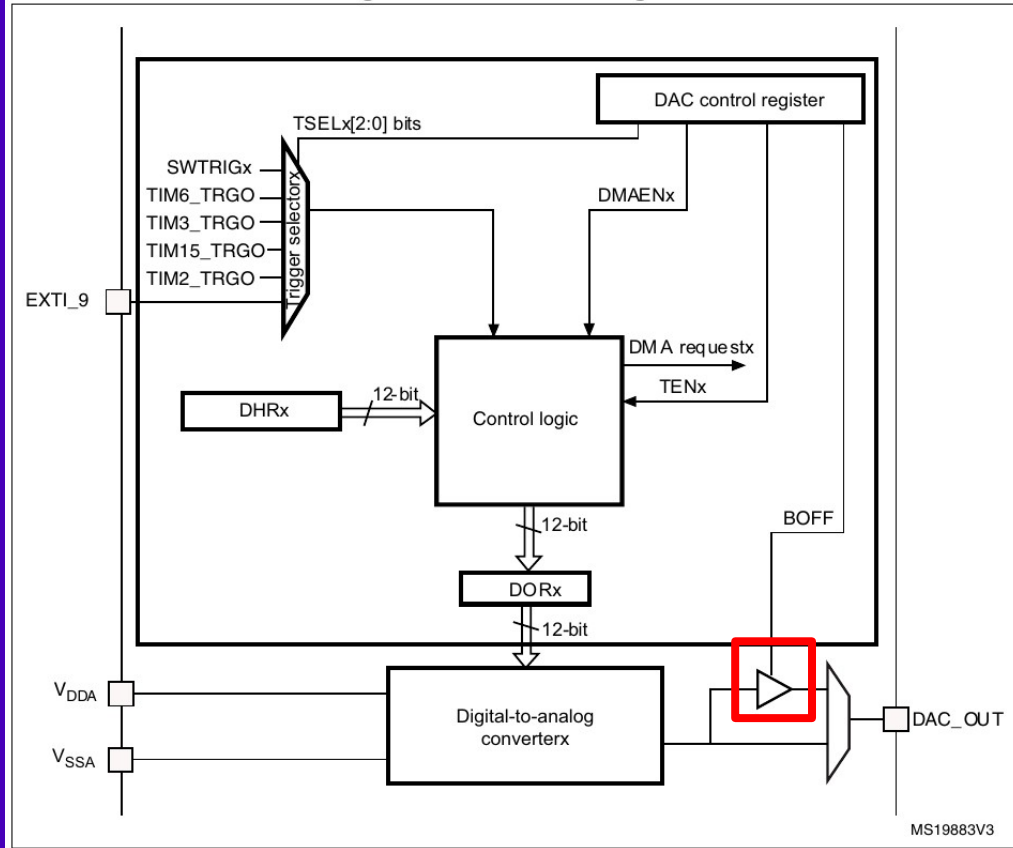 DAC control register
TSELx[2:0] bits
SWTRIGx
TIM6_TRGO
TIM3_TRGO
TIM15_TRGO
TIM2_TRGO
Trigger selectorx
DMAENx
EXTI_9
DMA requestx
TENx
DHRx
12-bit
Control logic
BOFF
12-bit
DORx
12-bit
VDDA
Digital-to-analog
converterx
DAC_OUT
VSSA
MS19883V3